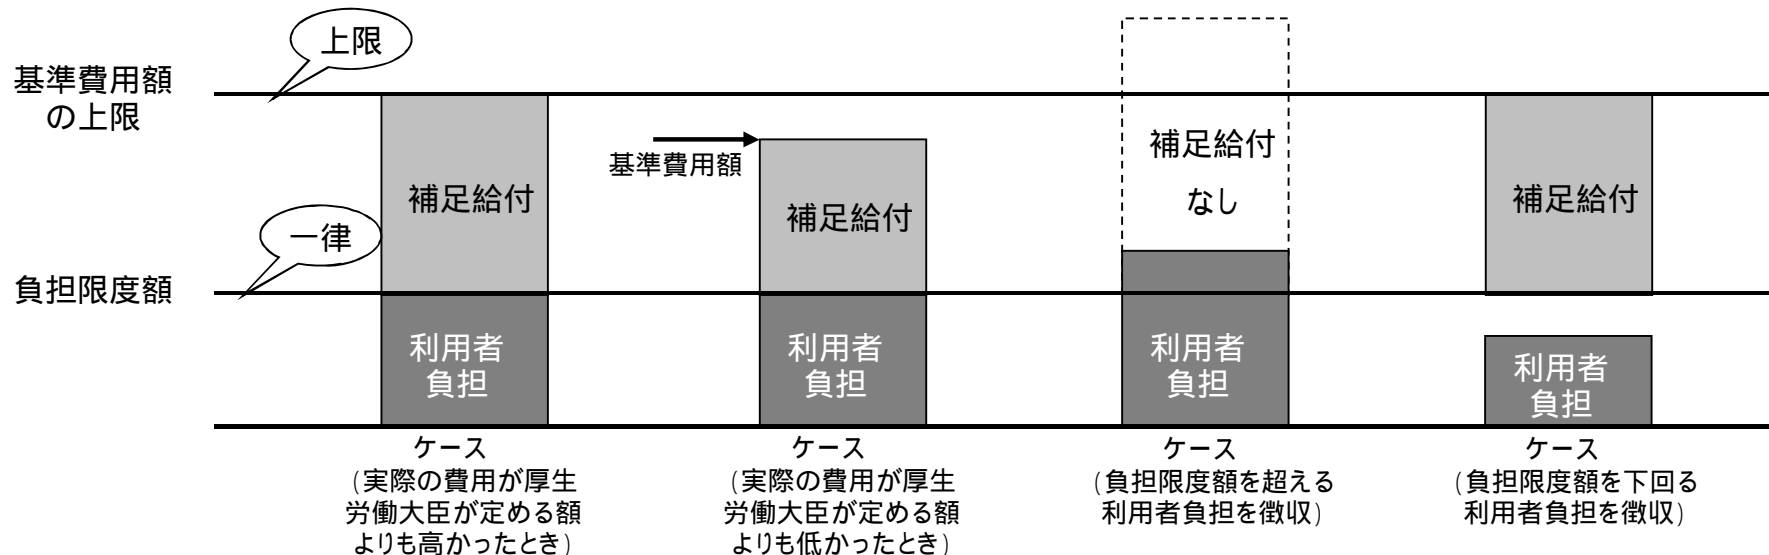 上限
基準費用額
の上限
補足給付
基準費用額
補足給付
補足給付
なし
補足給付
一律
負担限度額
利用者
負担
利用者
負担
利用者
負担
利用者
負担
ケース
(実際の費用が厚生
労働大臣が定める額
よりも高かったとき)
ケース
(実際の費用が厚生
労働大臣が定める額
よりも低かったとき)
ケース
(負担限度額を超える
利用者負担を徴収)
ケース
(負担限度額を下回る
利用者負担を徴収)